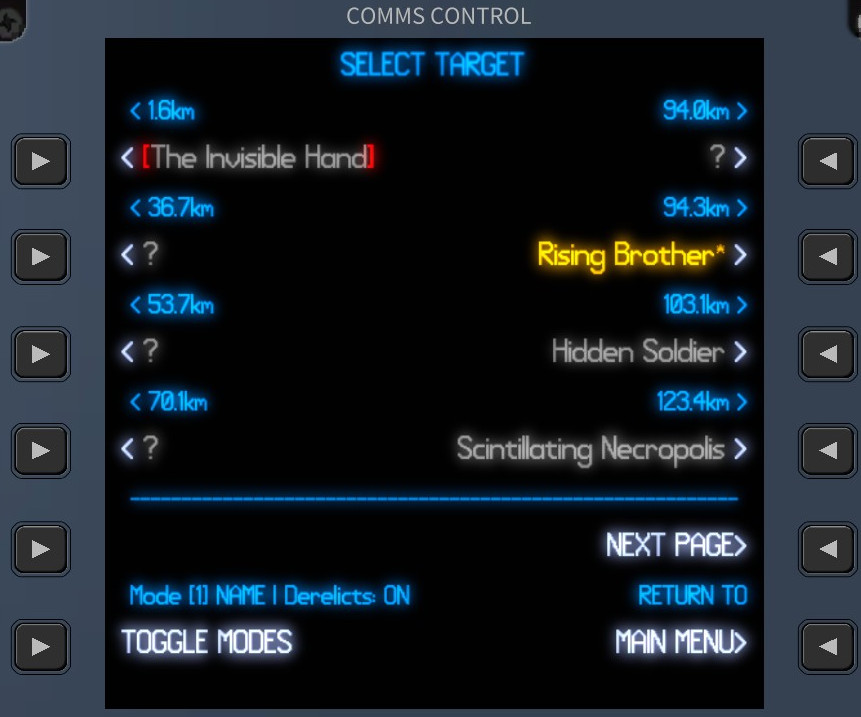 COMMS CONTROL
SELECT TARGET
< 1.6km 94.0km >
< [The Invisible Hand] ? >
< 36.7km 94.3km >
< ? Rising Brother* >
< 53.7km 103.1km >
< ? Hidden Soldier >
< 70.1km 123.4km >
< ? Scintillating Necropolis >
NEXT PAGE>
Mode [1] NAME | Derelicts: ON RETURN TO
TOGGLE MODES MAIN MENU>